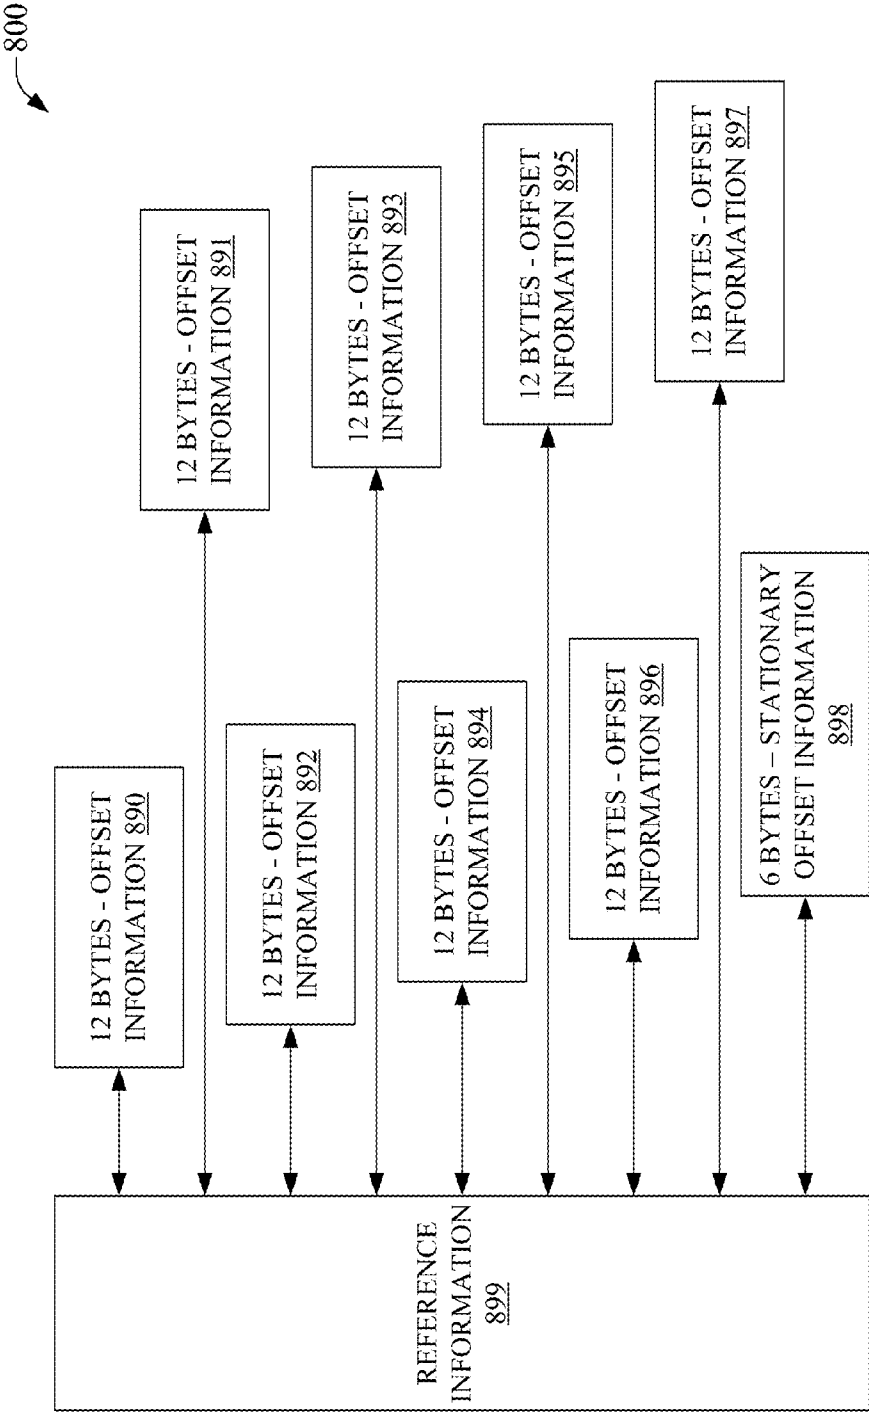 800
12 BYTES - OFFSET
INFORMATION 890
12 BYTES - OFFSET
INFORMATION 891
12 BYTES - OFFSET
INFORMATION 892
12 BYTES - OFFSET
INFORMATION 893
12 BYTES - OFFSET
INFORMATION 894
12 BYTES - OFFSET
INFORMATION 895
12 BYTES - OFFSET
INFORMATION 896
12 BYTES - OFFSET
INFORMATION 897
6 BYTES – STATIONARY
OFFSET INFORMATION
898
REFERENCE
INFORMATION
899